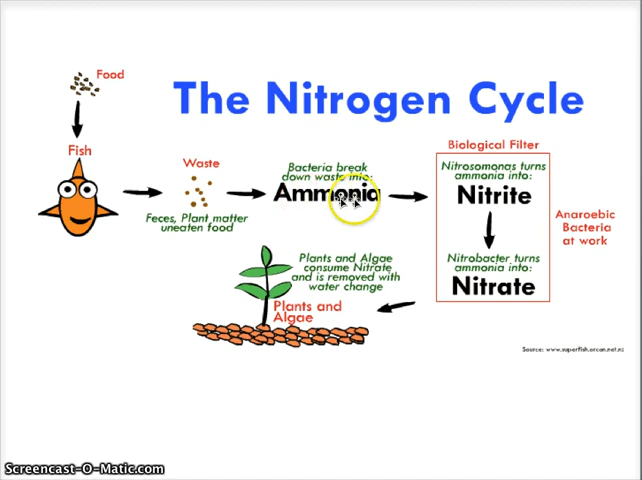 Food
The Nitrogen Cycle
Fish
Waste
Feces, Plant matter
uneaten food
Bacteria break
down waste into:
Ammonia
Biological Filter
Nitrosomonas turns
ammonia into:
Nitrite
Nitrobacter turns
ammonia into:
Nitrate
Anaroebic
Bacteria
at work
Plants and Algae
consume Nitrate
and is removed with
water change
Plants and
Algae
Source: www.superfish.orcon.net.nz
Screencast-O-Matic.com